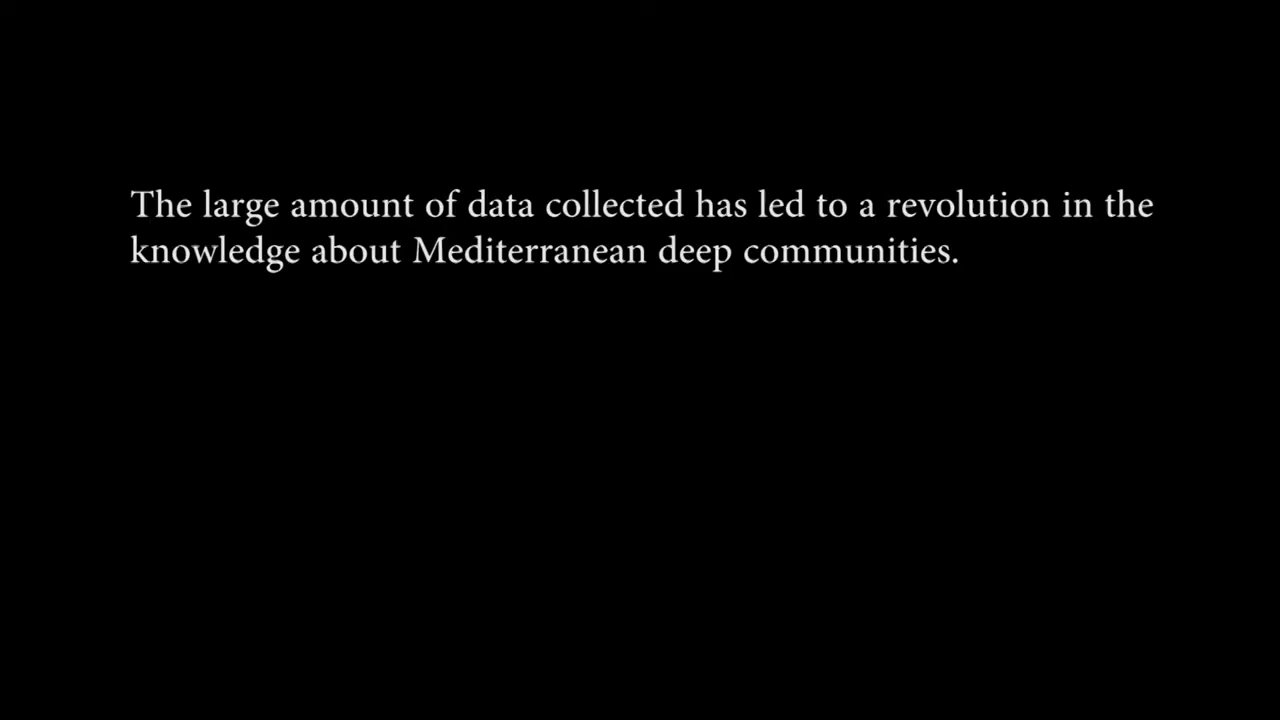 The large amount of data collected has led to a revolution in the
knowledge about Mediterranean deep communities.